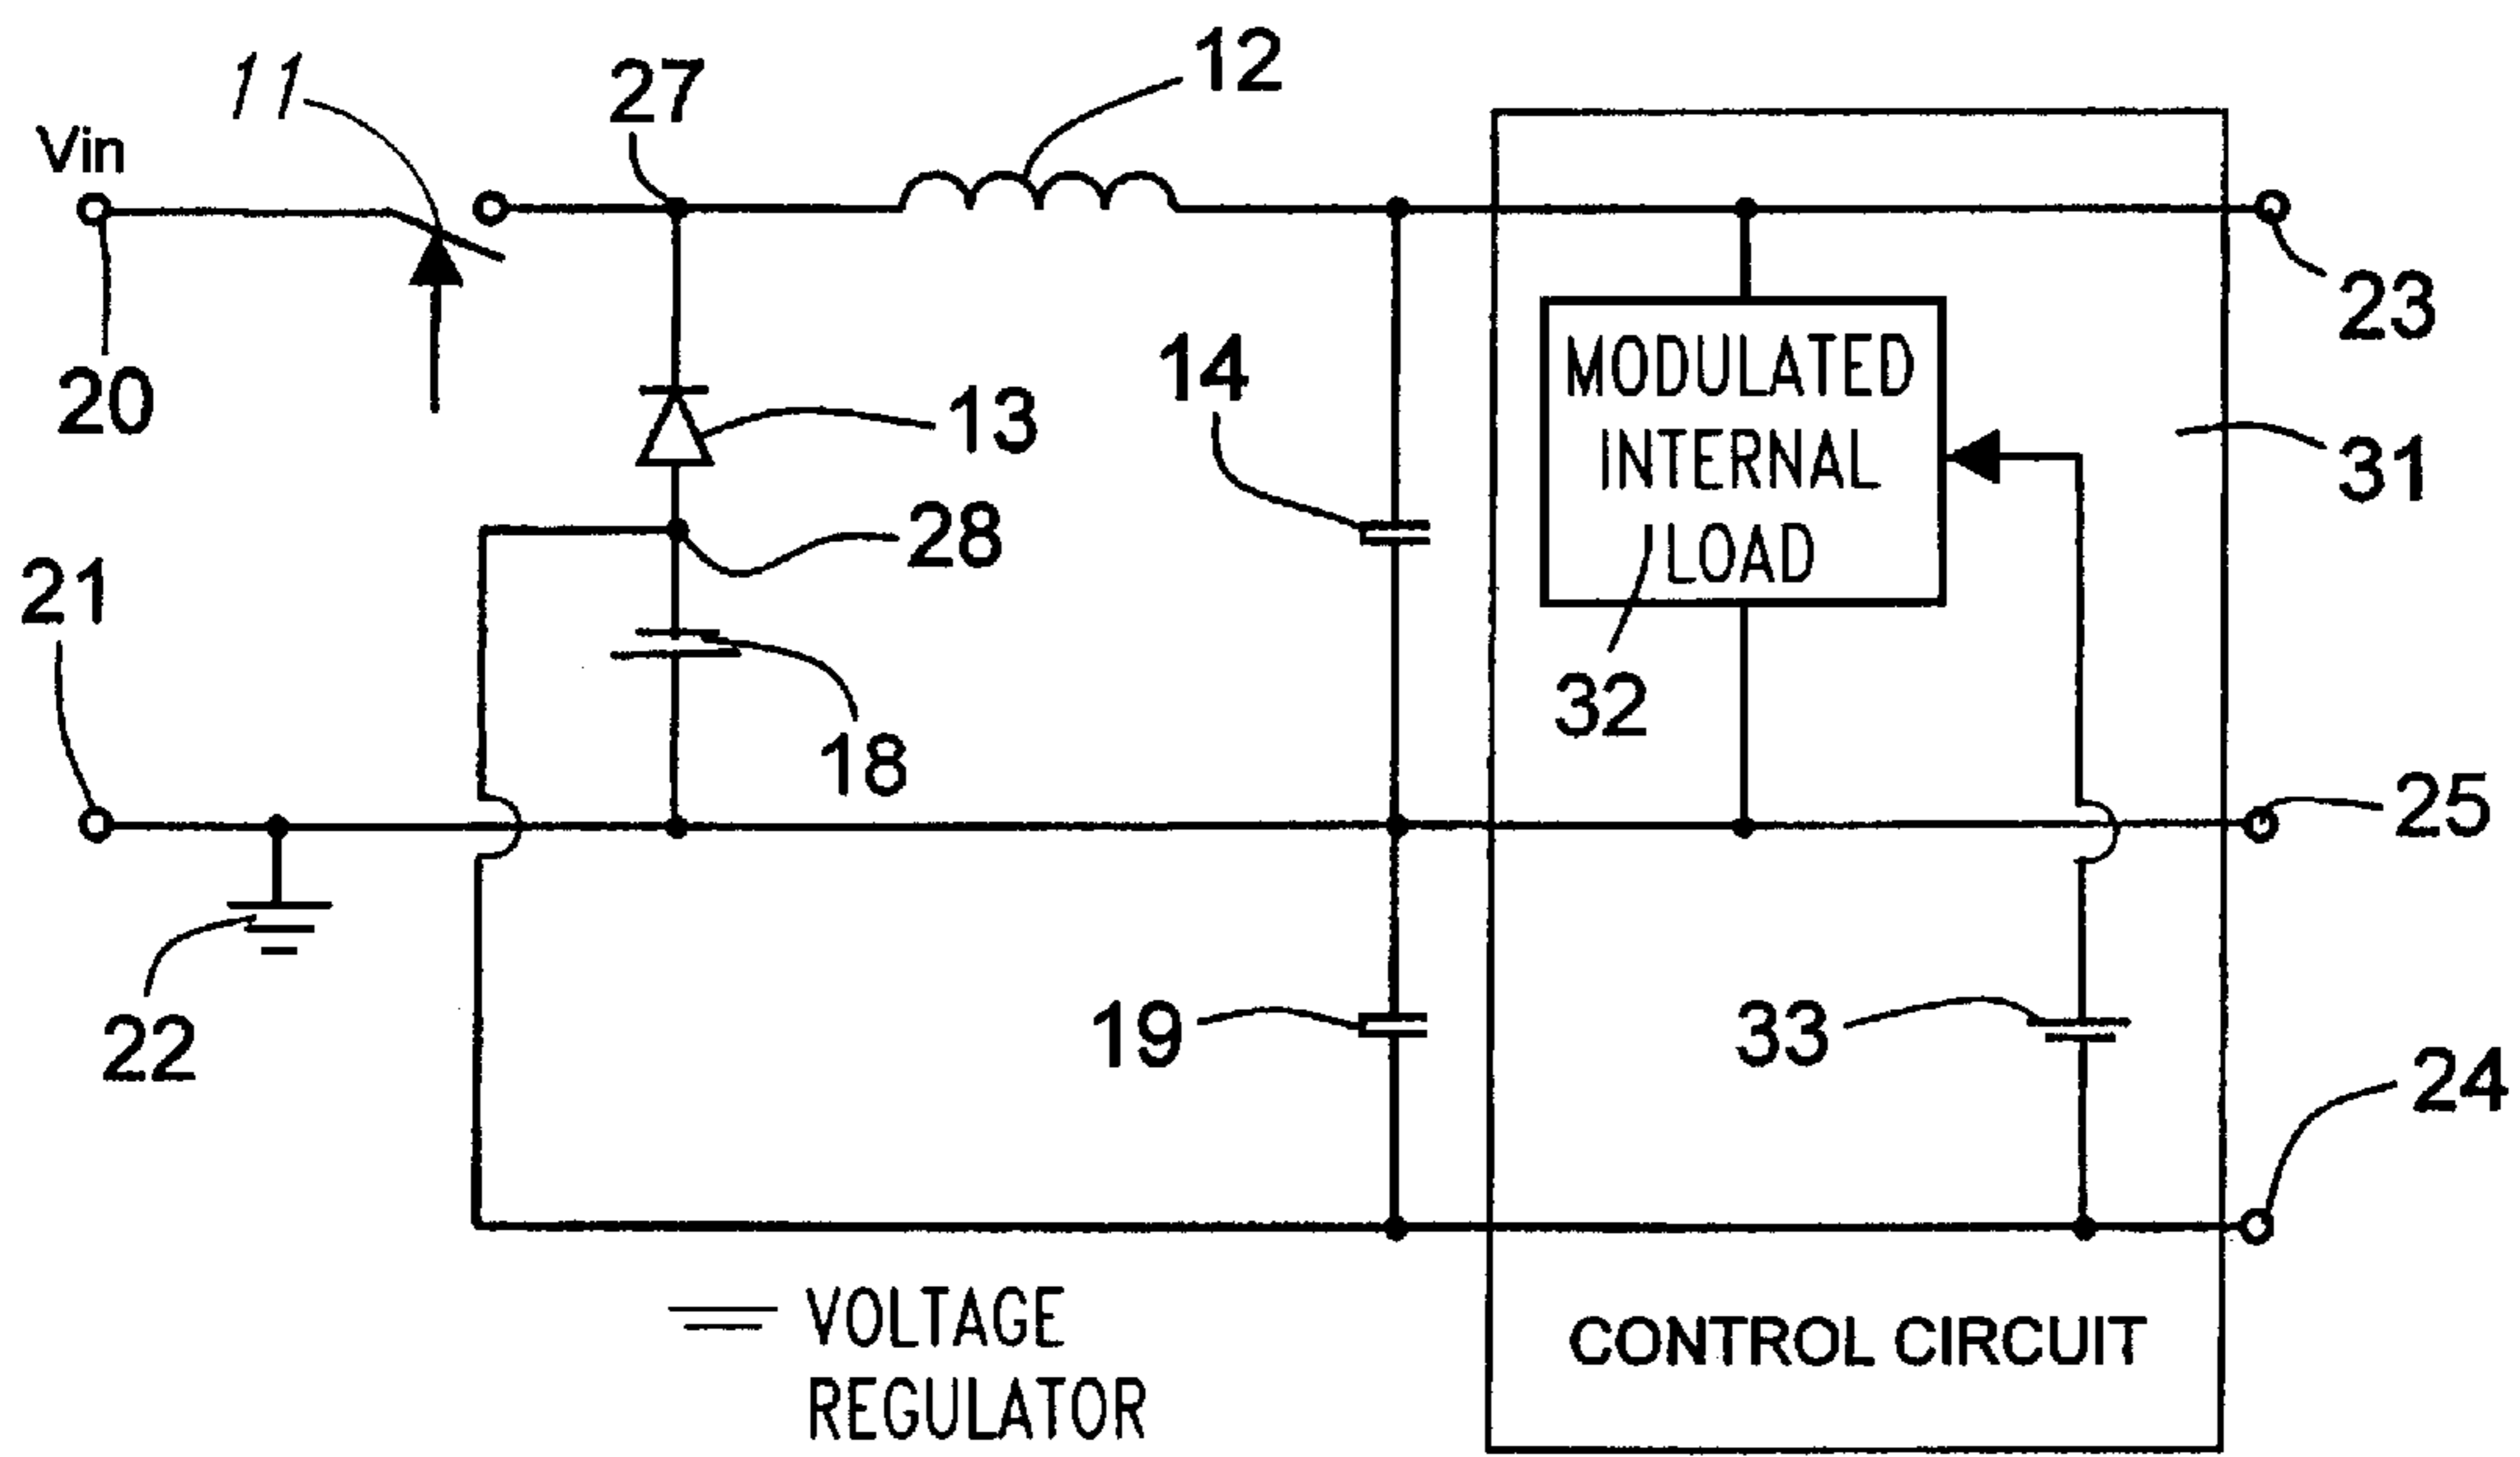 11
27
12
Vin
23
20
14
MODULATED
INTERNAL
LOAD
13
31
28
21
32
18
25
22
19
33
24
VOLTAGE
REGULATOR
CONTROL CIRCUIT